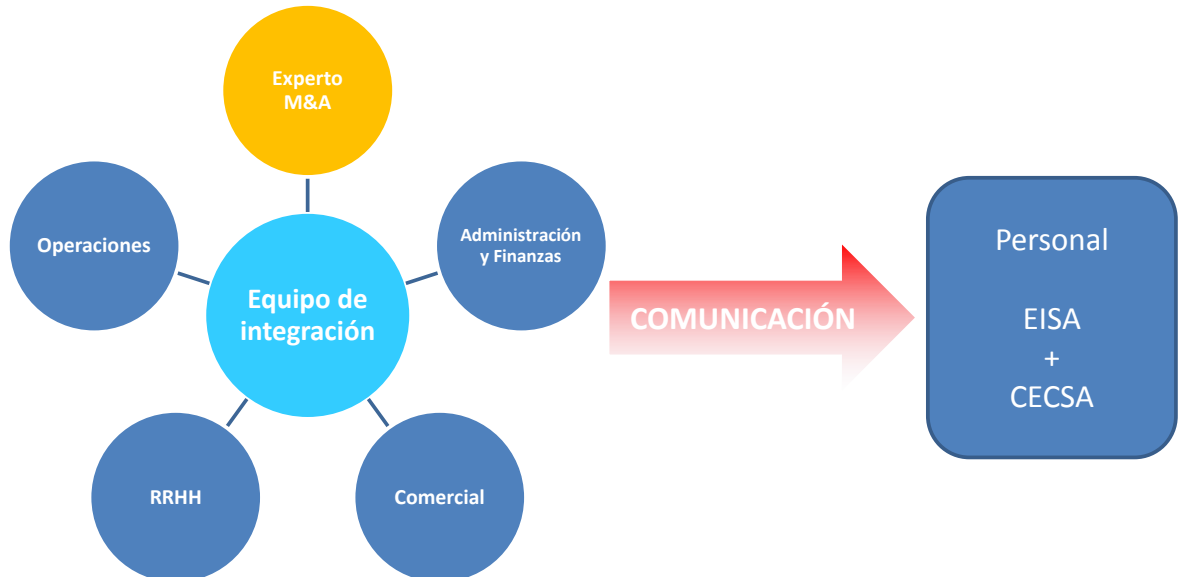 Experto
M&A
Operaciones
Administración
y Finanzas
Equipo de
integración
RRHH
Comercial
COMUNICACIÓN
Personal
EISA
+
CECSA